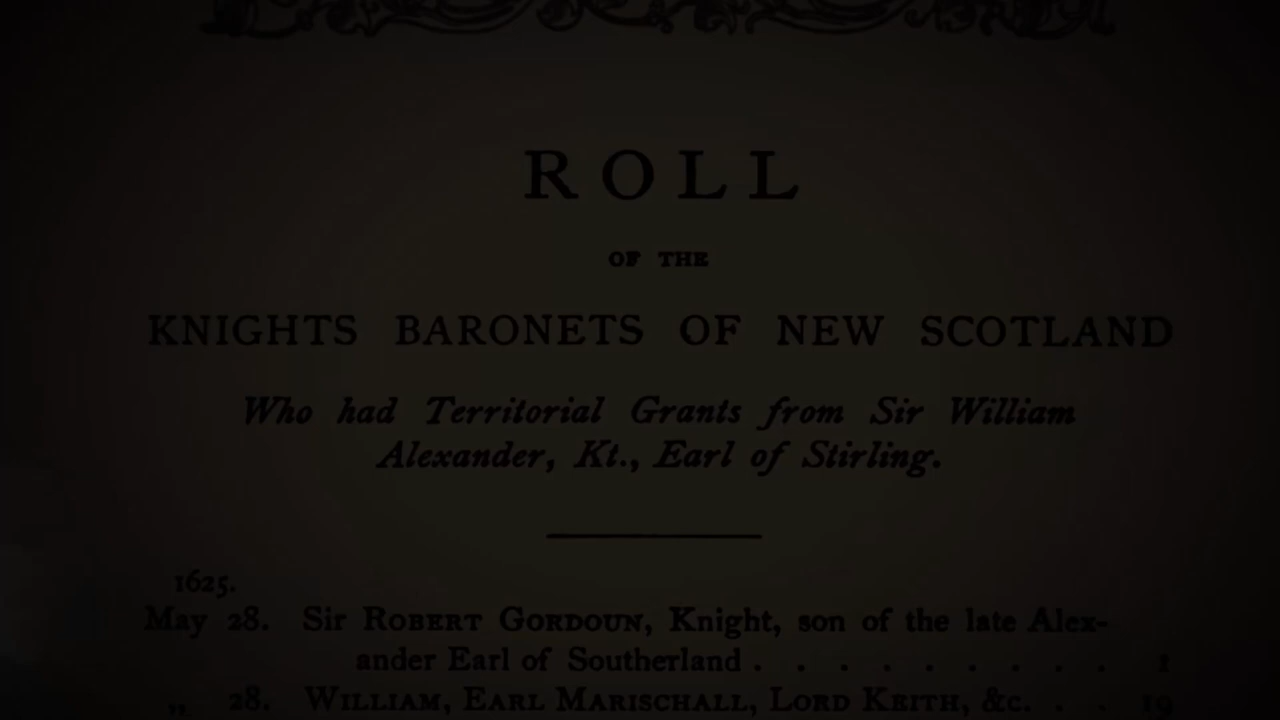 ROLL
OF THE
KNIGHTS BARONETS OF NEW SCOTLAND
Who had Territorial Grants from Sir William
Alexander, Kt., Earl of Stirling.
1625.
May 28. Sir ROBERT GORDOUN, Knight, son of the late Alex-
ander Earl of Southerland . . . . . . . . . 1
„ 28. WILLIAM, EARL MARISCHALL, LORD KEITH, &c. . . 19